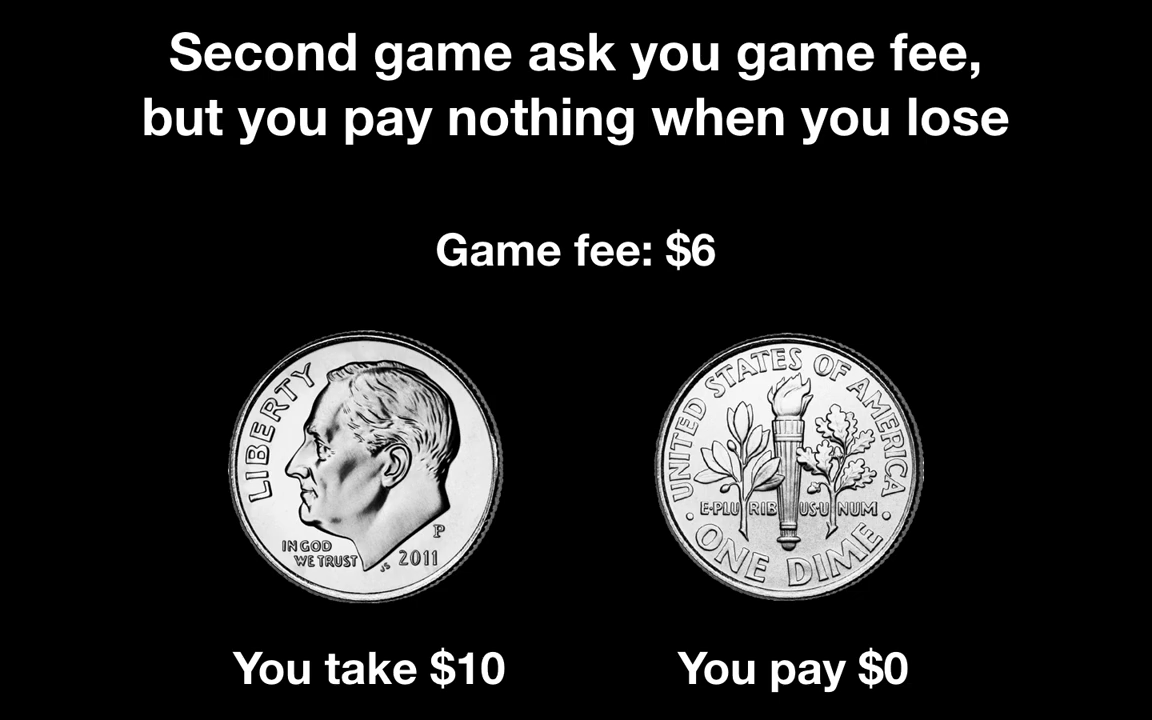 Second game ask you game fee,
but you pay nothing when you lose
Game fee: $6
LIBERTY
IN GOD
WE TRUST
JS
P
2011
UNITED STATES OF AMERICA
E·PLURIBUS·UNUM
· ONE DIME ·
You take $10
You pay $0